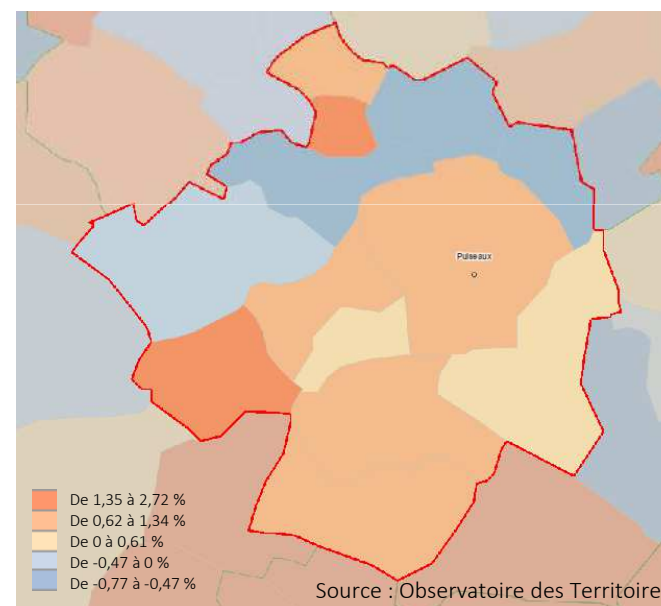 Puiseaux
De 1,35 à 2,72 %
De 0,62 à 1,34 %
De 0 à 0,61 %
De -0,47 à 0 %
De -0,77 à -0,47 %
Source : Observatoire des Territoire